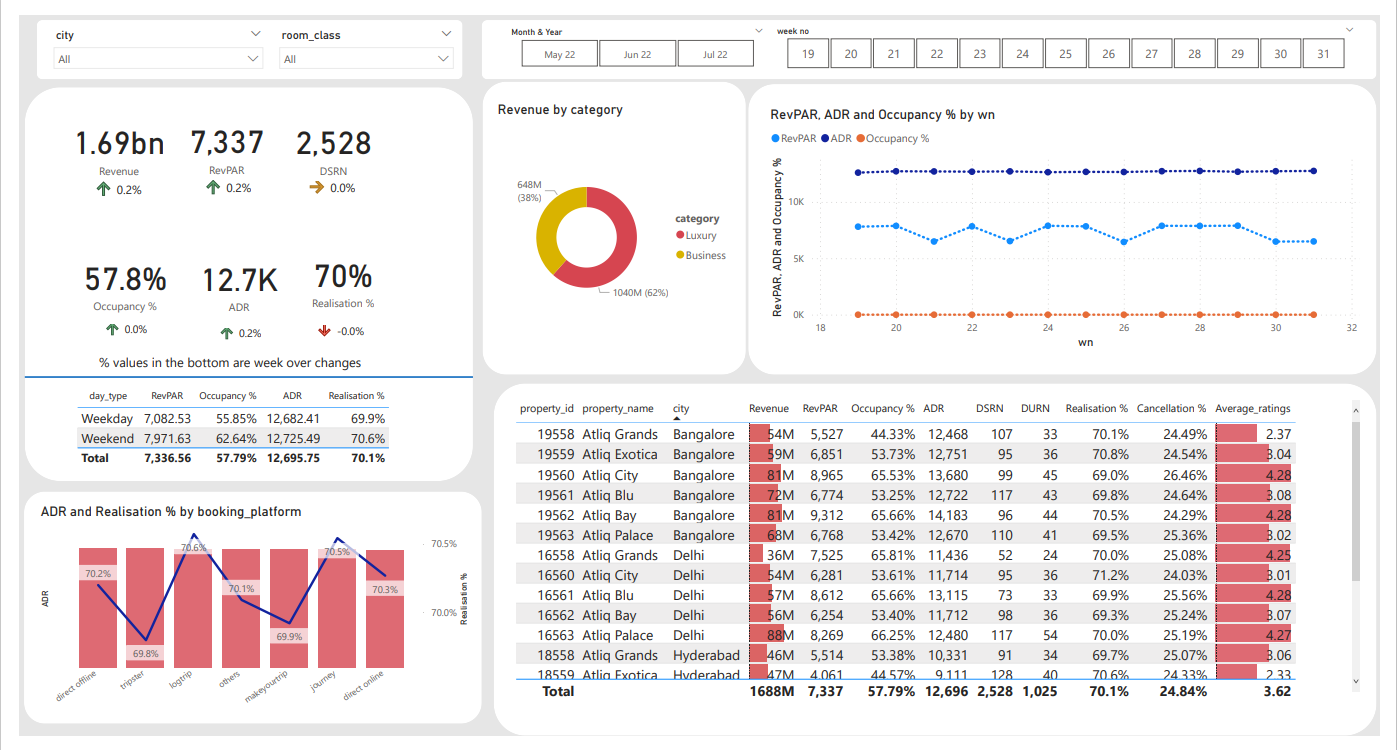 city
room_class
All
All
Month & Year
May 22
Jun 22
Jul 22
week no
19
20
21
22
23
24
25
26
27
28
29
30
31
1.69bn
Revenue
0.2%
7,337
RevPAR
0.2%
2,528
DSRN
0.0%
57.8%
Occupancy %
0.0%
12.7K
ADR
0.2%
70%
Realisation %
-0.0%
% values in the bottom are week over changes
day_type RevPAR Occupancy % ADR Realisation %
Weekday 7,082.53 55.85% 12,682.41 69.9%
Weekend 7,971.63 62.64% 12,725.49 70.6%
Total 7,336.56 57.79% 12,695.75 70.1%
Revenue by category
648M
(38%)
1040M (62%)
category
Luxury
Business
RevPAR, ADR and Occupancy % by wn
RevPAR ADR Occupancy %
RevPAR, ADR and Occupancy %
10K
5K
0K
18 20 22 24 26 28 30 32
wn
ADR and Realisation % by booking_platform
ADR
70.2%
69.8%
70.6%
70.1%
69.9%
70.5%
70.3%
70.5%
70.0%
Realisation %
direct offline
tripster
logtrip
others
makeyourtrip
journey
direct online
property_id property_name city Revenue RevPAR Occupancy % ADR DSRN DURN Realisation % Cancellation % Average_ratings
19558 Atliq Grands Bangalore 54M 5,527 44.33% 12,468 107 33 70.1% 24.49% 2.37
19559 Atliq Exotica Bangalore 59M 6,851 53.73% 12,751 95 36 70.8% 24.54% 3.04
19560 Atliq City Bangalore 81M 8,965 65.53% 13,680 99 45 69.0% 26.46% 4.28
19561 Atliq Blu Bangalore 72M 6,774 53.25% 12,722 117 43 69.8% 24.64% 3.08
19562 Atliq Bay Bangalore 81M 9,312 65.66% 14,183 96 44 70.5% 24.29% 4.28
19563 Atliq Palace Bangalore 68M 6,768 53.42% 12,670 110 41 69.5% 25.36% 3.02
16558 Atliq Grands Delhi 36M 7,525 65.81% 11,436 52 24 70.0% 25.08% 4.25
16560 Atliq City Delhi 54M 6,281 53.61% 11,714 95 36 71.2% 24.03% 3.01
16561 Atliq Blu Delhi 57M 8,612 65.66% 13,115 73 33 69.9% 25.56% 4.28
16562 Atliq Bay Delhi 56M 6,254 53.40% 11,712 98 36 69.3% 25.24% 3.07
16563 Atliq Palace Delhi 88M 8,269 66.25% 12,480 117 54 70.0% 25.19% 4.27
18558 Atliq Grands Hyderabad 46M 5,514 53.38% 10,331 91 34 69.7% 25.07% 3.06
18559 Atliq Exotica Hyderabad 47M 4,061 44.57% 9,111 128 40 70.6% 24.33% 2.33
Total 1688M 7,337 57.79% 12,696 2,528 1,025 70.1% 24.84% 3.62